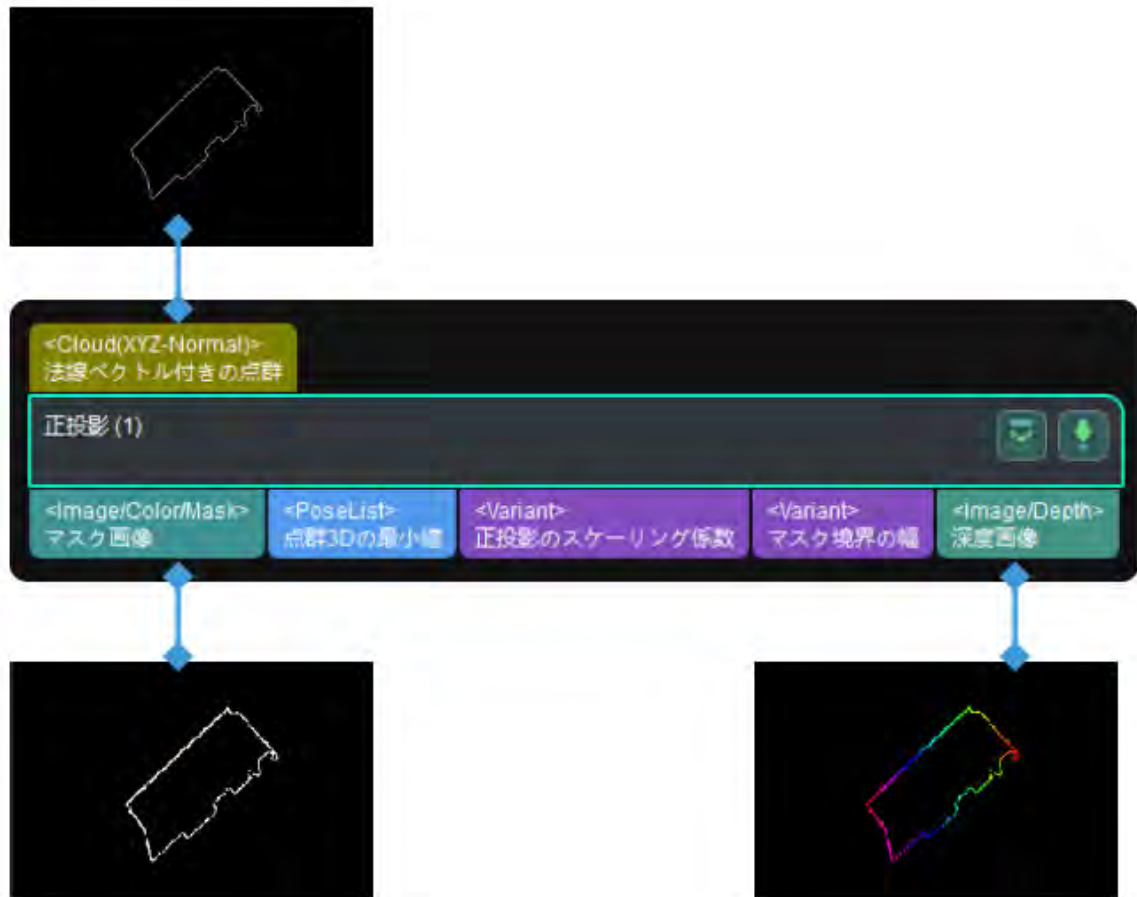 <Cloud(XYZ-Normal)>
法線ベクトル付きの点群
正投影 (1)
<Image/Color/Mask>
マスク画像
<PoseList>
点群3Dの最小値
<Variant>
正投影のスケーリング係数
<Variant>
マスク境界の幅
<Image/Depth>
深度画像